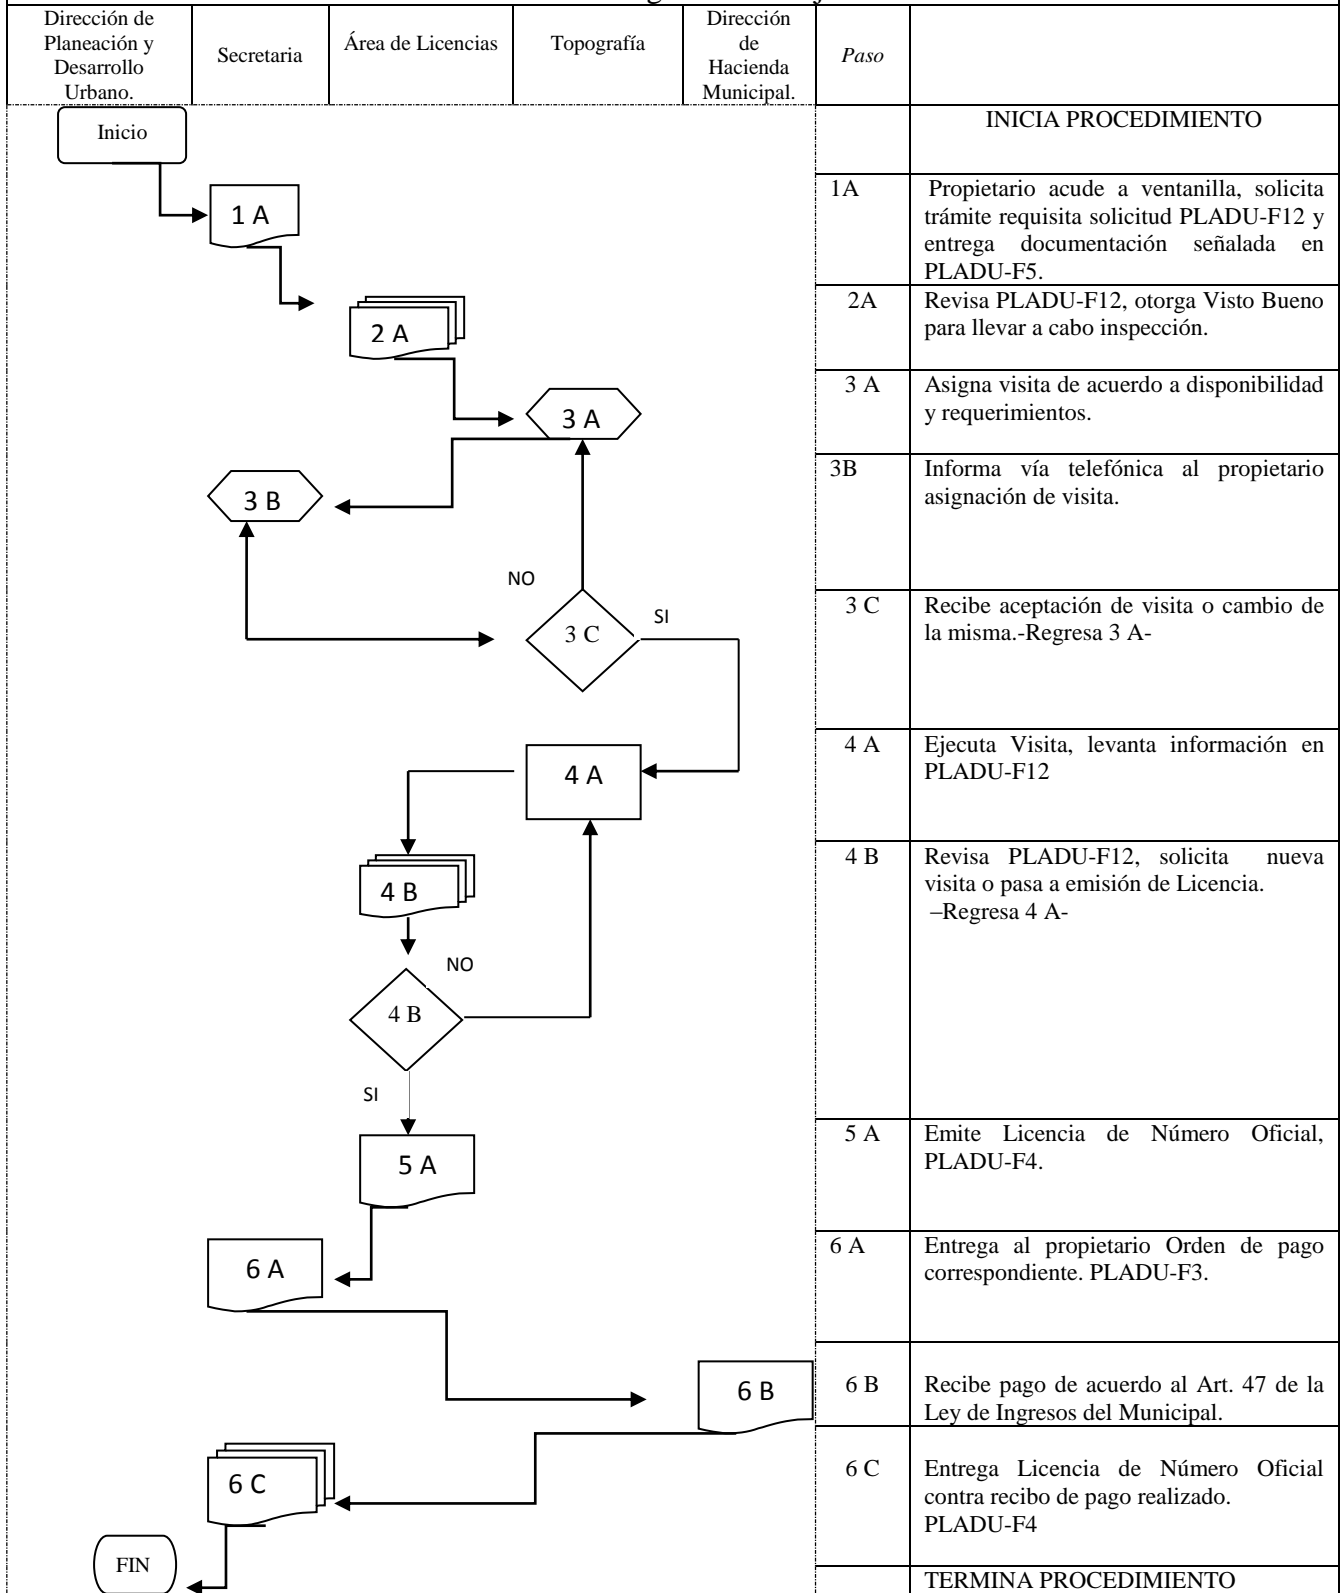 Dirección de
Planeación y
Desarrollo
Urbano.
Secretaria
Área de Licencias
Topografía
Dirección
de
Hacienda
Municipal.
Paso
Inicio
INICIA PROCEDIMIENTO
1 A
1A
Propietario acude a ventanilla, solicita
trámite requisita solicitud PLADU-F12 y
entrega documentación señalada en
PLADU-F5.
2 A
2A
Revisa PLADU-F12, otorga Visto Bueno
para llevar a cabo inspección.
3 A
3 A
Asigna visita de acuerdo a disponibilidad
y requerimientos.
3 B
3B
Informa vía telefónica al propietario
asignación de visita.
NO
3 C
SI
3 C
Recibe aceptación de visita o cambio de
la misma.-Regresa 3 A-
4 A
4 A
Ejecuta Visita, levanta información en
PLADU-F12
4 B
4 B
Revisa PLADU-F12, solicita nueva
visita o pasa a emisión de Licencia.
–Regresa 4 A-
NO
4 B
SI
5 A
5 A
Emite Licencia de Número Oficial,
PLADU-F4.
6 A
6 A
Entrega al propietario Orden de pago
correspondiente. PLADU-F3.
6 B
6 B
Recibe pago de acuerdo al Art. 47 de la
Ley de Ingresos del Municipal.
6 C
6 C
Entrega Licencia de Número Oficial
contra recibo de pago realizado.
PLADU-F4
FIN
TERMINA PROCEDIMIENTO